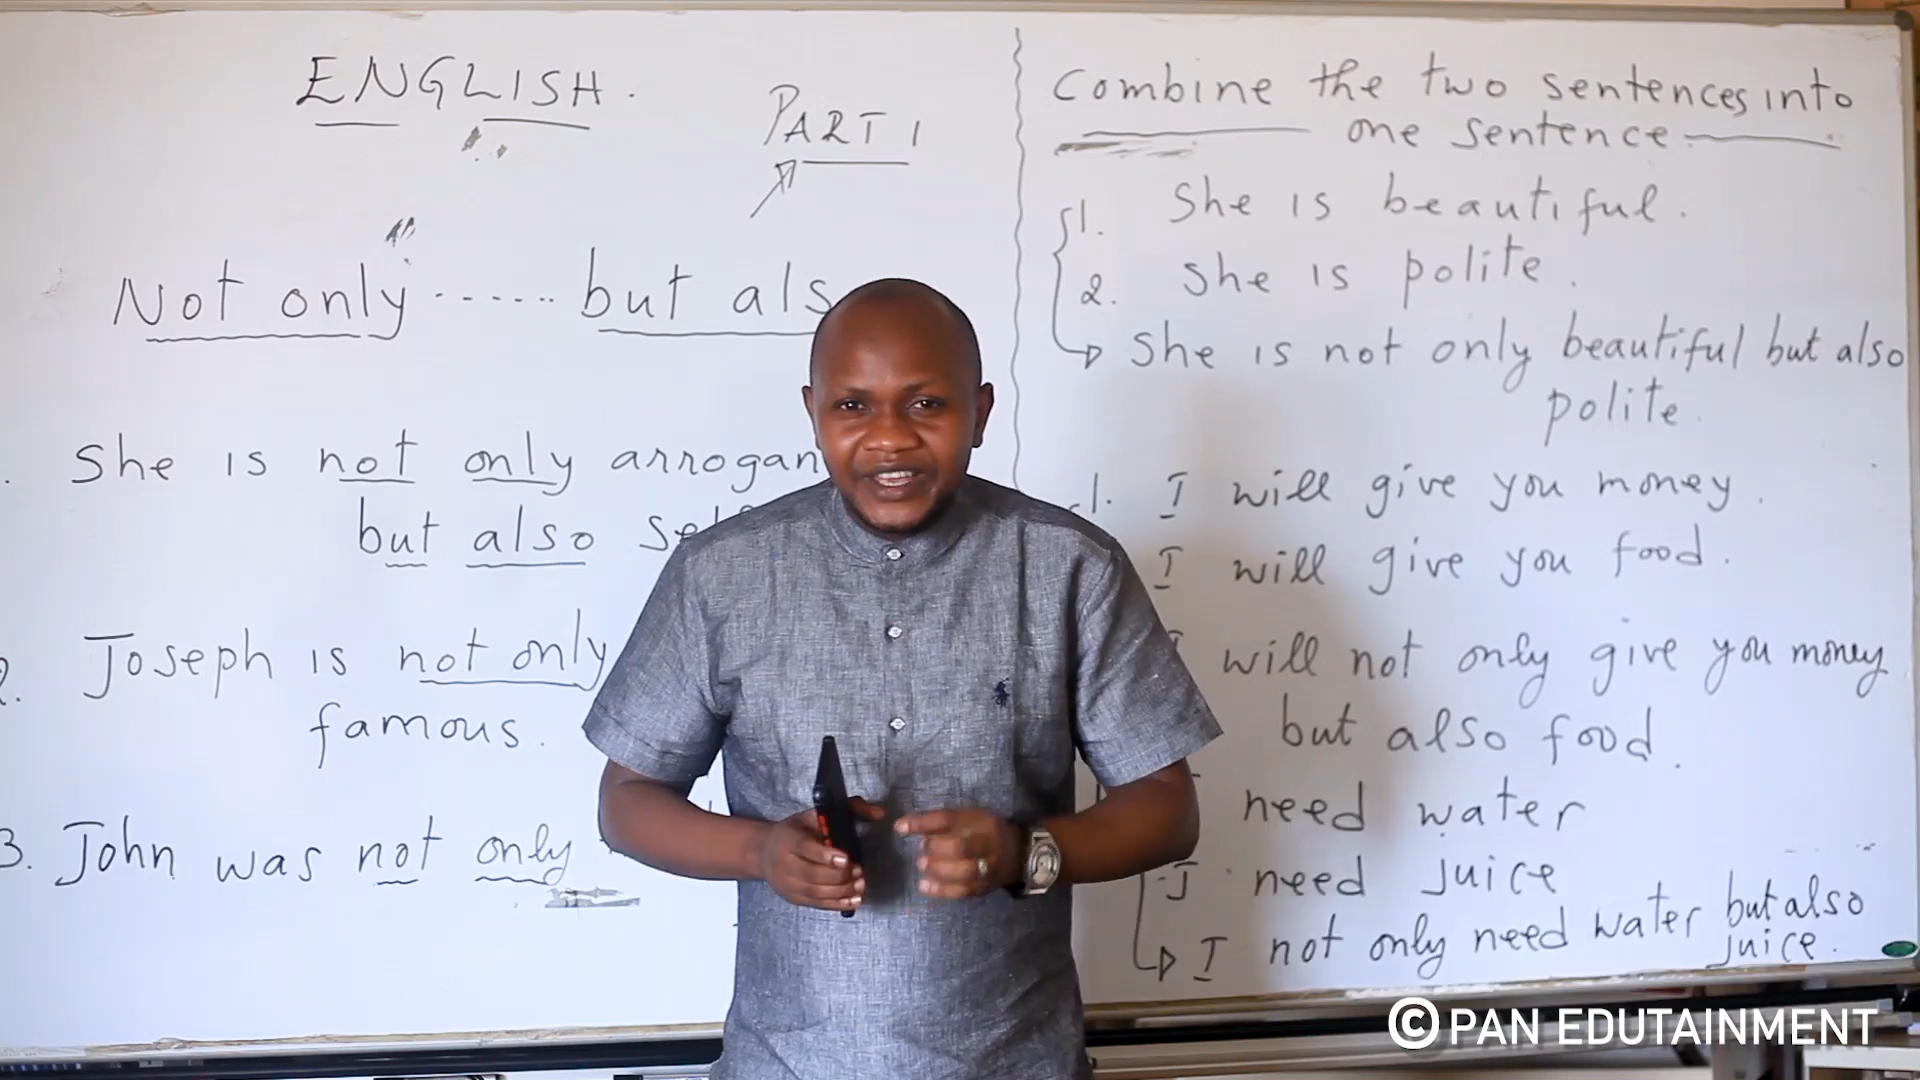 ENGLISH.
PART 1
Not only ...... but als
She is not only arrogan
but also
2. Joseph is not only
famous.
3. John was not only
Combine the two sentences into
one sentence
1. She is beautiful.
2. She is polite.
She is not only beautiful but also
polite.
1. I will give you money.
I will give you food.
I will not only give you money
but also food.
need water
I need juice
I not only need water but also
juice.
© PAN EDUTAINMENT